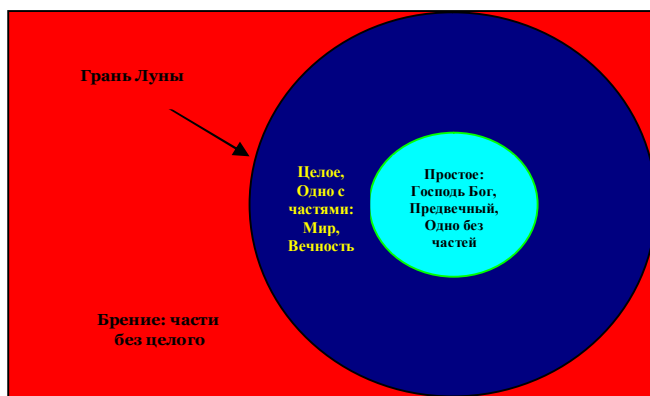 Грань Луны
Целое,
Одно с
частями:
Мир,
Вечность
Простое:
Господь Бог,
Предвечный,
Одно без
частей
Брение: части
без целого